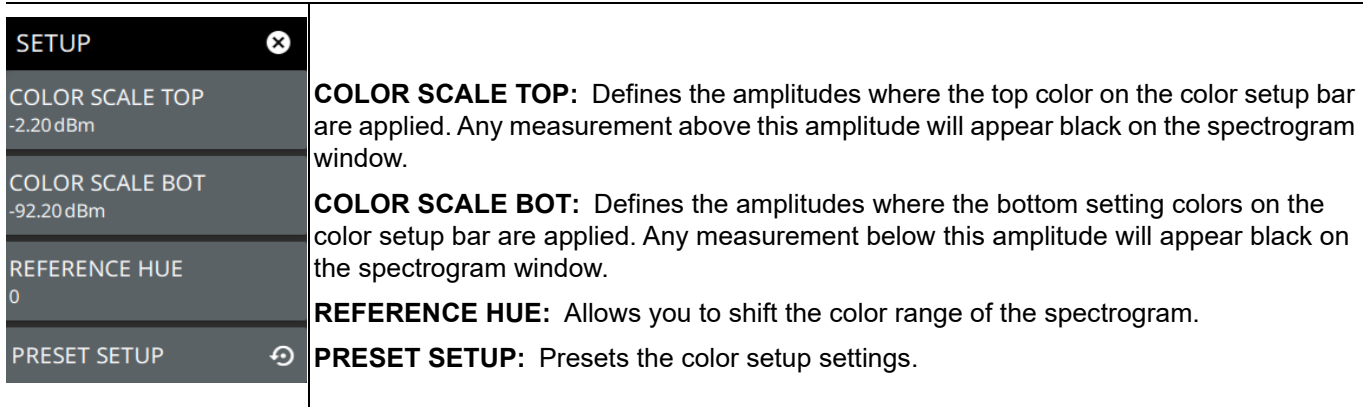 SETUP
COLOR SCALE TOP
-2.20 dBm
COLOR SCALE BOT
-92.20 dBm
REFERENCE HUE
0
PRESET SETUP
COLOR SCALE TOP: Defines the amplitudes where the top color on the color setup bar
are applied. Any measurement above this amplitude will appear black on the spectrogram
window.
COLOR SCALE BOT: Defines the amplitudes where the bottom setting colors on the
color setup bar are applied. Any measurement below this amplitude will appear black on
the spectrogram window.
REFERENCE HUE: Allows you to shift the color range of the spectrogram.
PRESET SETUP: Presets the color setup settings.